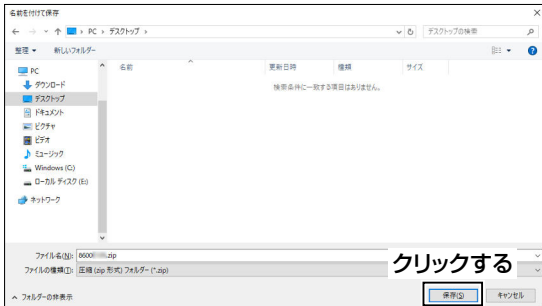 名前を付けて保存
PC > デスクトップ >
デスクトップの検索
整理 新しいフォルダー
名前 更新日時 種類 サイズ
検索条件に一致する項目はありません。
PC
ダウンロード
デスクトップ
ドキュメント
ピクチャ
ビデオ
ミュージック
Windows (C:)
ローカル ディスク (E:)
ネットワーク
ファイル名(N): 8600 .zip
ファイルの種類(T): 圧縮 (zip 形式) フォルダー (*.zip)
クリックする
フォルダーの非表示
保存(S) キャンセル